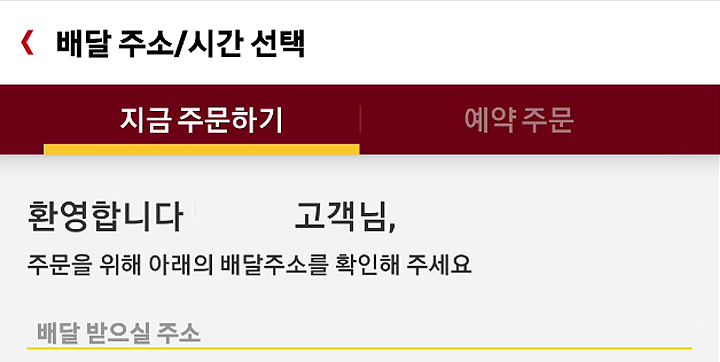 배달 주소/시간 선택
지금 주문하기 예약 주문
환영합니다 고객님,
주문을 위해 아래의 배달주소를 확인해 주세요
배달 받으실 주소